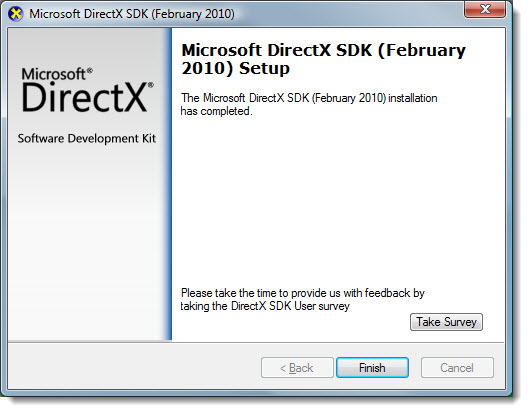 Microsoft DirectX SDK (February 2010)
Microsoft®
DirectX®
Software Development Kit
Microsoft DirectX SDK (February
2010) Setup
The Microsoft DirectX SDK (February 2010) installation
has completed.
Please take the time to provide us with feedback by
taking the DirectX SDK User survey
Take Survey
< Back
Finish
Cancel